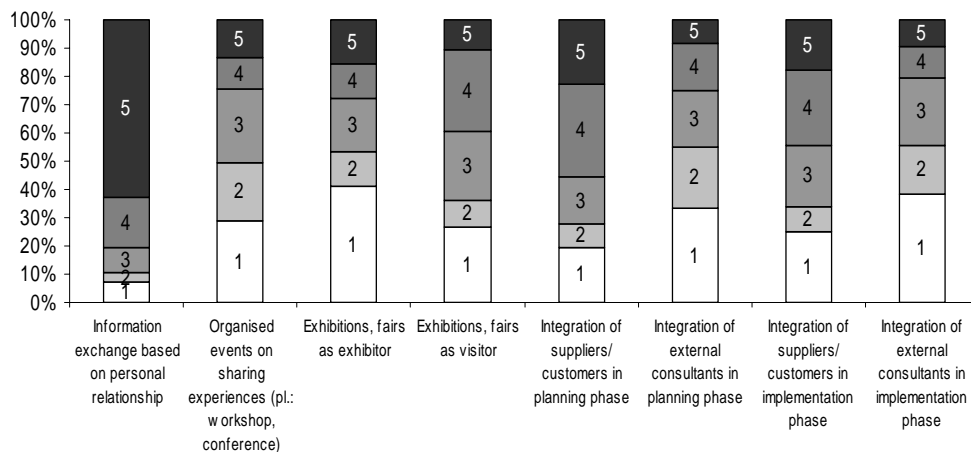 100%
90%
80%
70%
60%
50%
40%
30%
20%
10%
0%
5
4
3
2
1
5
4
3
2
1
5
4
3
2
1
5
4
3
2
1
5
4
3
2
1
5
4
3
2
1
5
4
3
2
1
5
4
3
2
1
Information
exchange based
on personal
relationship
Organised
events on
sharing
experiences (pl.:
workshop,
conference)
Exhibitions, fairs
as exhibitor
Exhibitions, fairs
as visitor
Integration of
suppliers/
customers in
planning phase
Integration of
external
consultants in
planning phase
Integration of
suppliers/
customers in
implementation
phase
Integration of
external
consultants in
implementation
phase